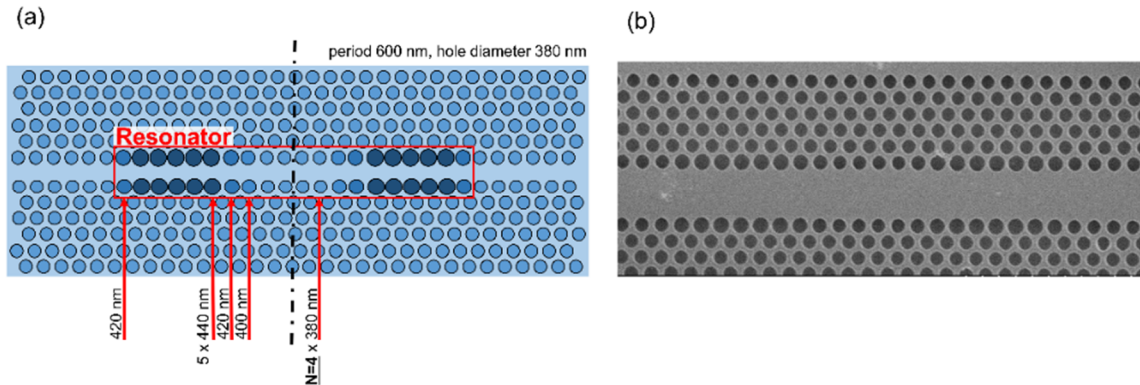 (a)
(b)
period 600 nm, hole diameter 380 nm
Resonator
420 nm
5 x 440 nm
420 nm
400 nm
N=4 x 380 nm